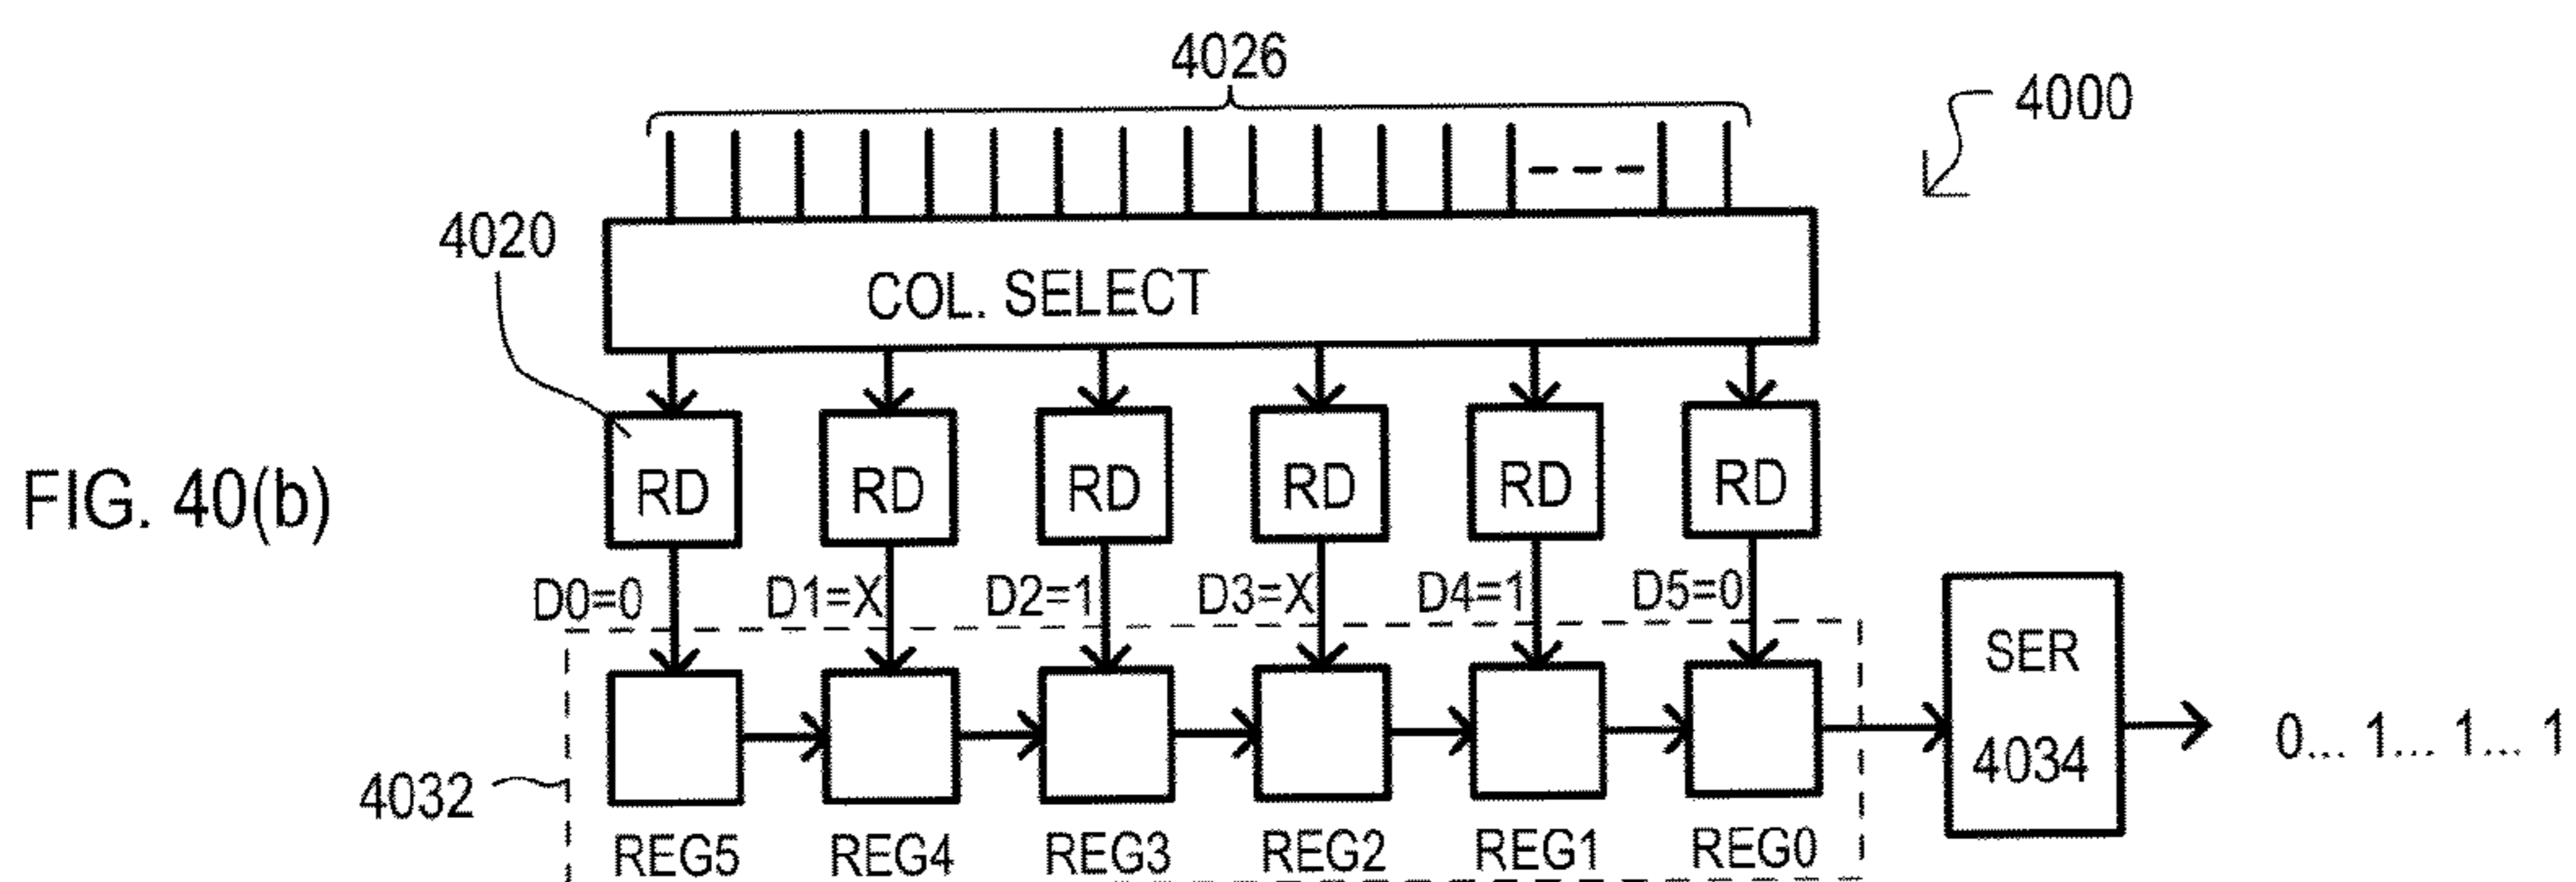 4026
4000
4020
COL. SELECT
FIG. 40(b)
RD RD RD RD RD RD
D0=0 D1=X D2=1 D3=X D4=1 D5=0
SER
4034
0... 1... 1... 1
4032
REG5 REG4 REG3 REG2 REG1 REG0